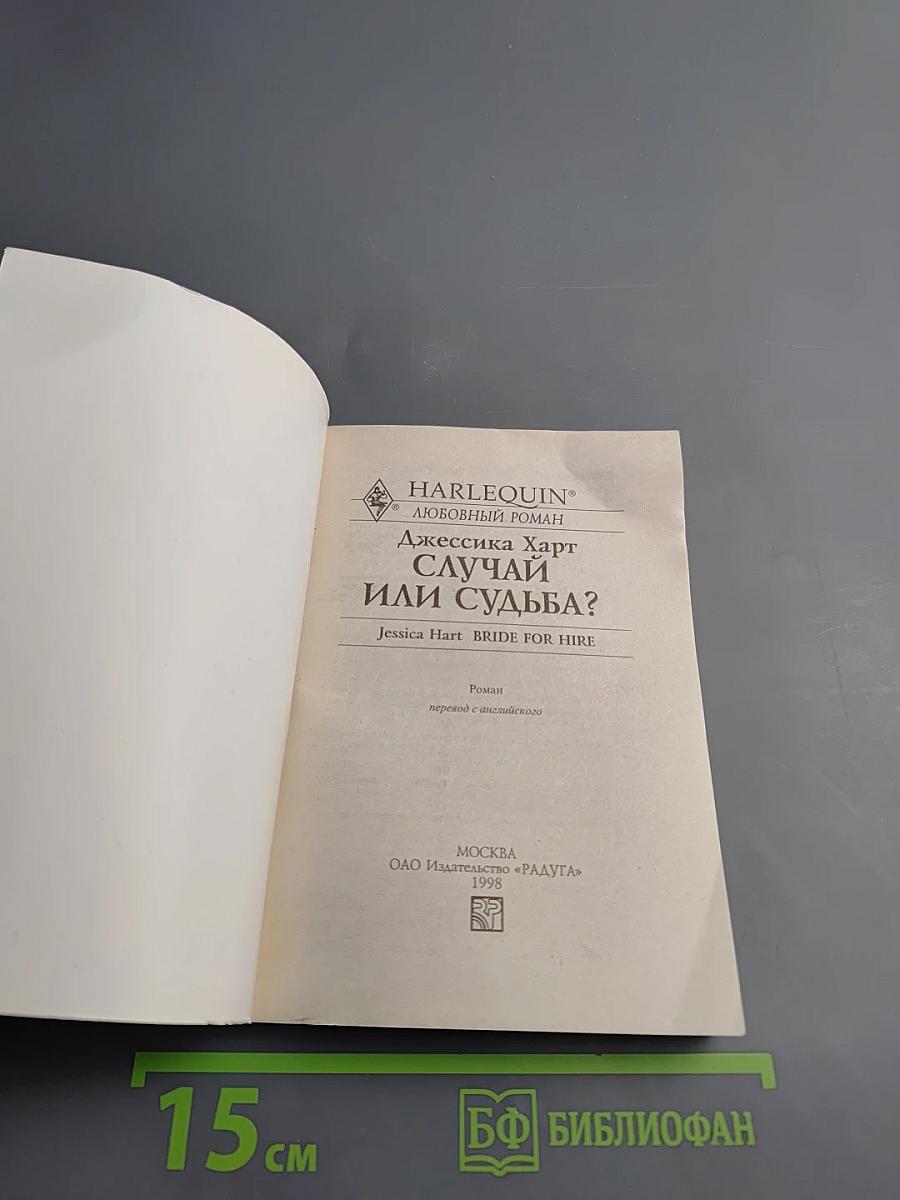 HARLEQUIN®
®
ЛЮБОВНЫЙ РОМАН
Джессика Харт
СЛУЧАЙ
ИЛИ СУДЬБА?
Jessica Hart BRIDE FOR HIRE
Роман
перевод с английского
МОСКВА
ОАО Издательство «РАДУГА»
1998
15 см
БФ БИБЛИОФАН